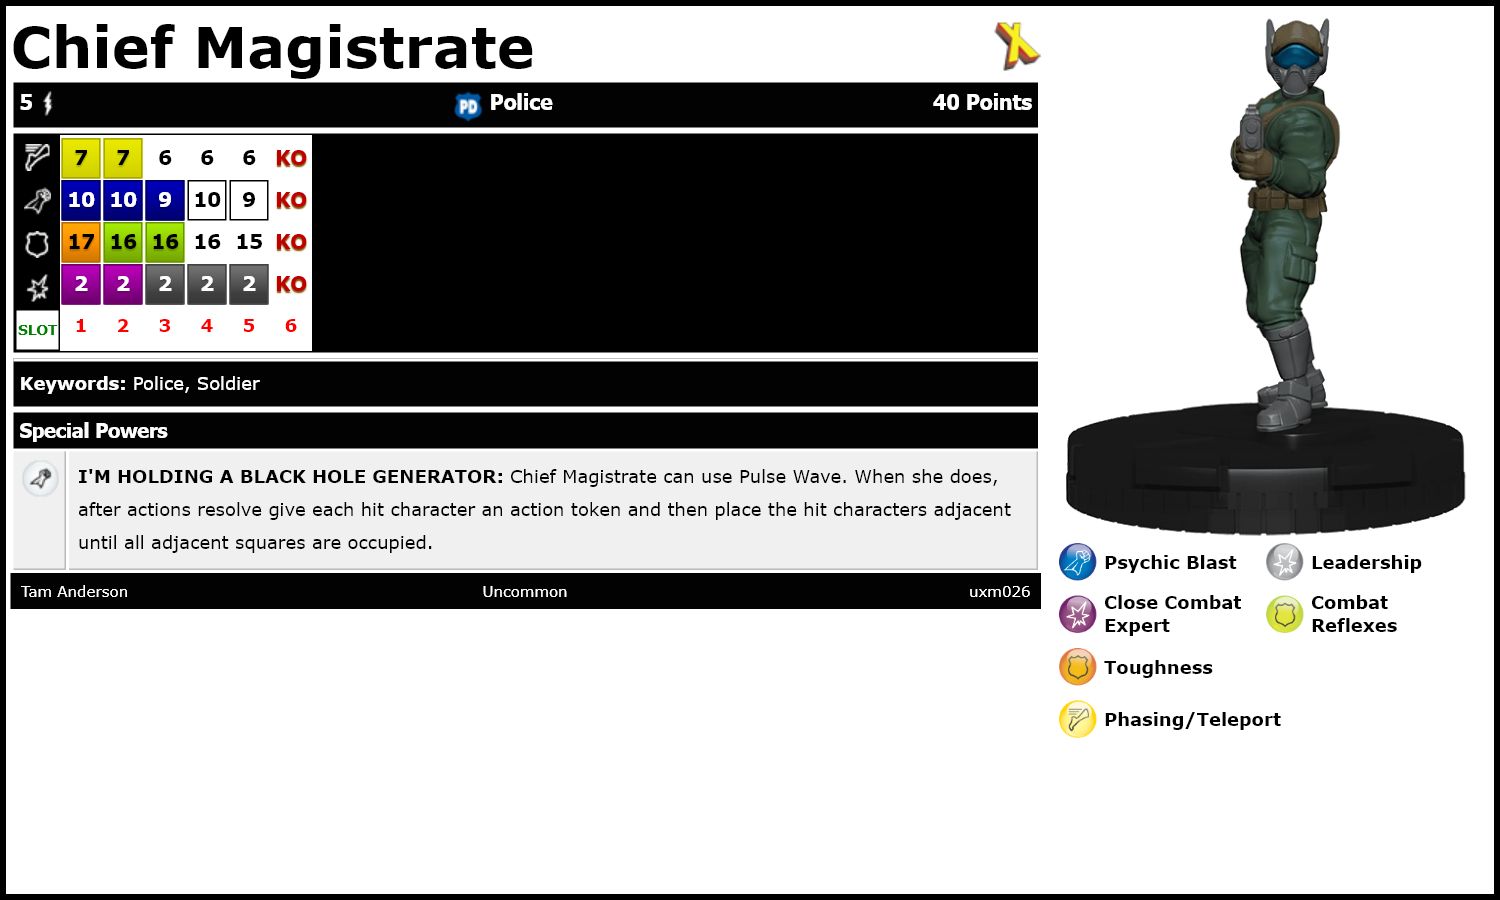 Chief Magistrate
5 PD Police 40 Points
7 7 6 6 6 KO
10 10 9 10 9 KO
17 16 16 16 15 KO
2 2 2 2 2 KO
SLOT 1 2 3 4 5 6
Keywords: Police, Soldier
Special Powers
I'M HOLDING A BLACK HOLE GENERATOR: Chief Magistrate can use Pulse Wave. When she does,
after actions resolve give each hit character an action token and then place the hit characters adjacent
until all adjacent squares are occupied.
Tam Anderson Uncommon uxm026
Psychic Blast Leadership
Close Combat
Expert
Combat
Reflexes
Toughness
Phasing/Teleport